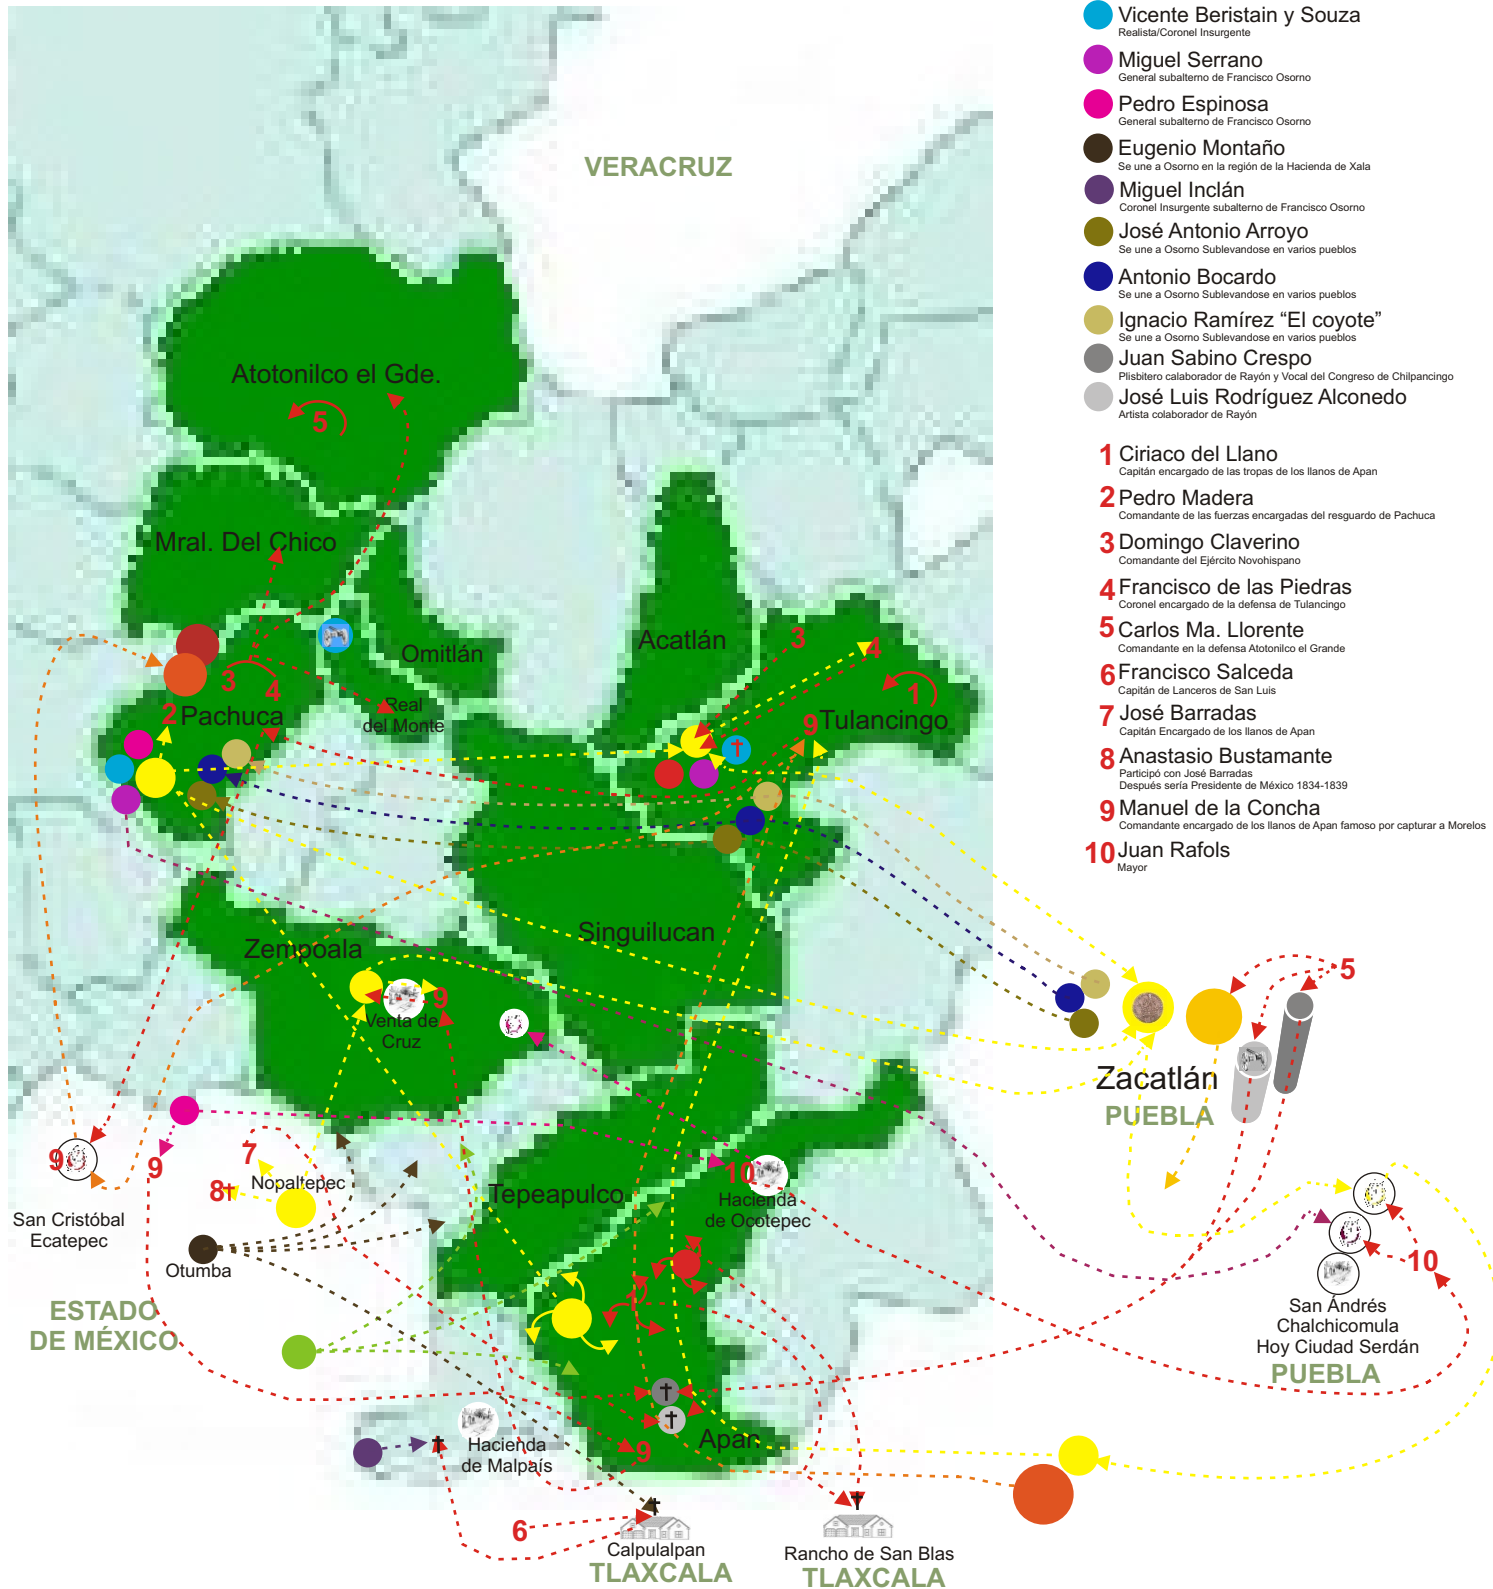 Vicente Beristain y Souza
Realista/Coronel Insurgente
Miguel Serrano
General subalterno de Francisco Osorno
Pedro Espinosa
General subalterno de Francisco Osorno
Eugenio Montaño
Se une a Osorno en la región de la Hacienda de Xala
Miguel Inclán
Coronel Insurgente subalterno de Francisco Osorno
José Antonio Arroyo
Se une a Osorno Sublevandose en varios pueblos
Antonio Bocardo
Se une a Osorno Sublevandose en varios pueblos
Ignacio Ramírez “El coyote”
Se une a Osorno Sublevandose en varios pueblos
Juan Sabino Crespo
Plisbitero calaborador de Rayón y Vocal del Congreso de Chilpancingo
José Luis Rodríguez Alconedo
Artista colaborador de Rayón
1 Ciriaco del Llano
Capitán encargado de las tropas de los llanos de Apan
2 Pedro Madera
Comandante de las fuerzas encargadas del resguardo de Pachuca
3 Domingo Claverino
Comandante del Ejército Novohispano
4 Francisco de las Piedras
Coronel encargado de la defensa de Tulancingo
5 Carlos Ma. Llorente
Comandante en la defensa Atotonilco el Grande
6 Francisco Salceda
Capitán de Lanceros de San Luis
7 José Barradas
Capitán Encargado de los llanos de Apan
8 Anastasio Bustamante
Participó con José Barradas
Después sería Presidente de México 1834-1839
9 Manuel de la Concha
Comandante encargado de los llanos de Apan famoso por capturar a Morelos
10 Juan Rafols
Mayor
VERACRUZ
Atotonilco el Gde.
5
Mral. Del Chico
Omitlán
Acatlán
3
4
3
4
1
Real
del Monte
2 Pachuca
9 Tulancingo
Singuilucan
Zempoala
9
Venta de
Cruz
5
Zacatlán
PUEBLA
9
9
7
8
Nopaltepec
10
Hacienda
de Ocotepec
Tepeapulco
San Cristóbal
Ecatepec
Otumba
10
ESTADO
DE MÉXICO
7
San Ándrés
Chalchicomula
Hoy Ciudad Serdán
PUEBLA
Apan
9
Hacienda
de Malpaís
6
Calpulalpan
TLAXCALA
Rancho de San Blas
TLAXCALA